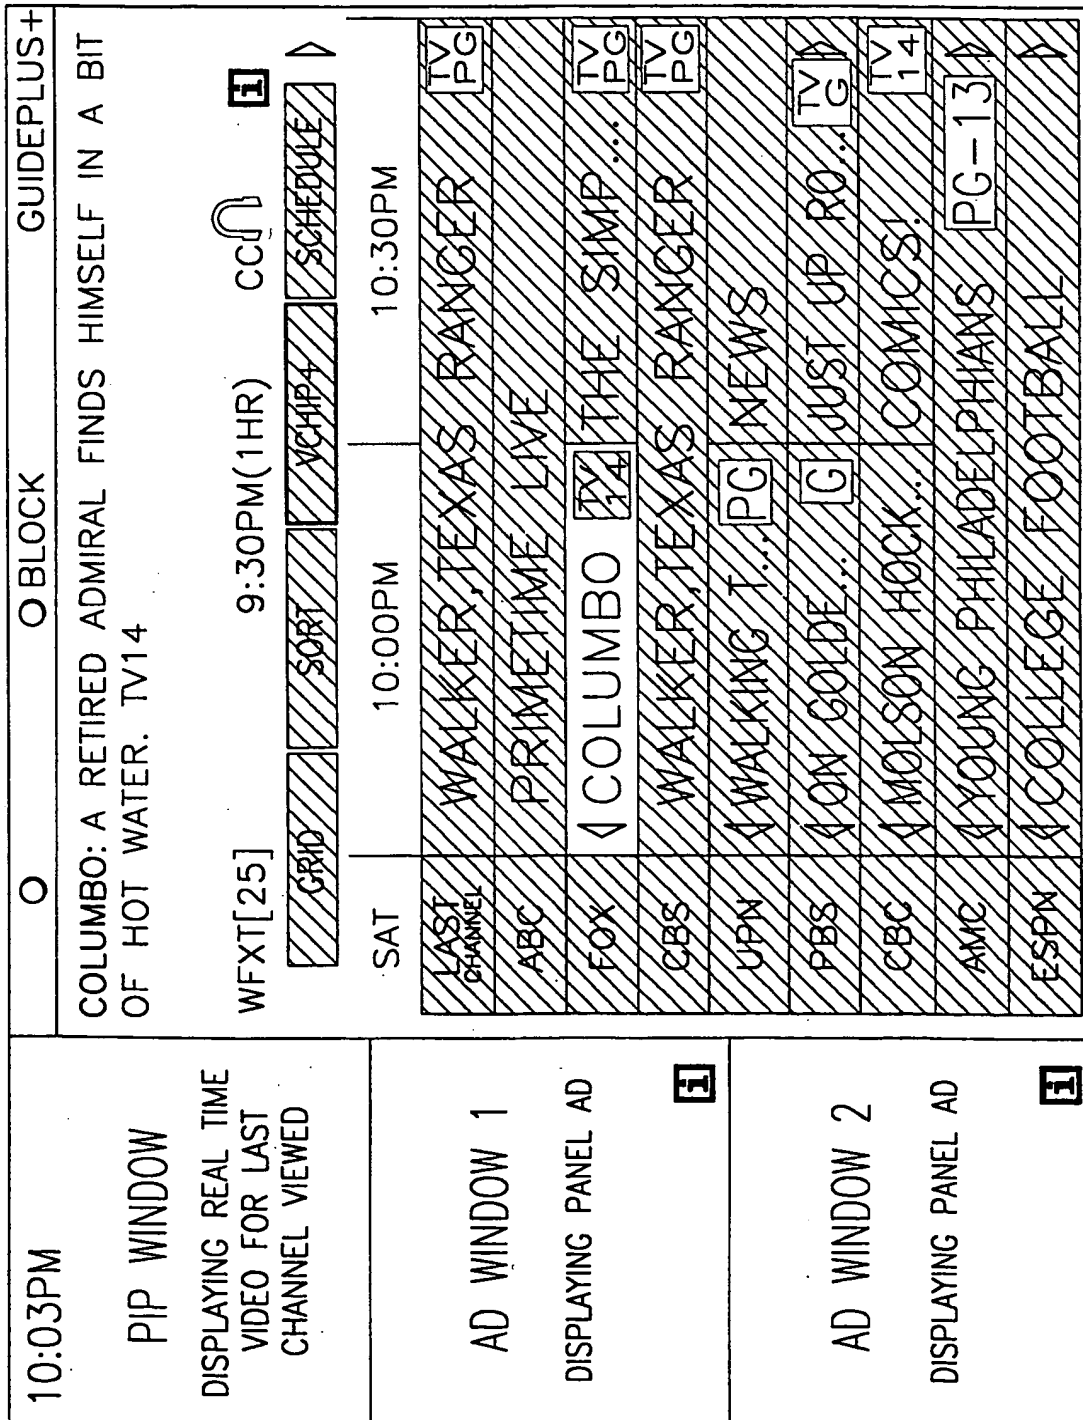 10:03PM
PIP WINDOW
DISPLAYING REAL TIME
VIDEO FOR LAST
CHANNEL VIEWED
AD WINDOW 1
DISPLAYING PANEL AD
i
AD WINDOW 2
DISPLAYING PANEL AD
i
BLOCK GUIDEPLUS+
COLUMBO: A RETIRED ADMIRAL FINDS HIMSELF IN A BIT
OF HOT WATER. TV14
WFXT[25] 9:30PM(1HR) CC i
GRID SORT VCHIP+ SCHEDULE
SAT 10:00PM 10:30PM
LAST CHANNEL WALKER,TEXAS RANGER TV PG
ABC PRIMETIME LIVE
FOX COLUMBO TV 14 THE SIMP... TV PG
CBS WALKER,TEXAS RANGER TV PG
UPN WALKING T... PG NEWS
PBS ON GOLDE... G JUST UP RO... TV G
CBC MOLSON HOCK... COMICS! TV 14
AMC YOUNG PHILADELPHIANS PG-13
ESPN COLLEGE FOOTBALL